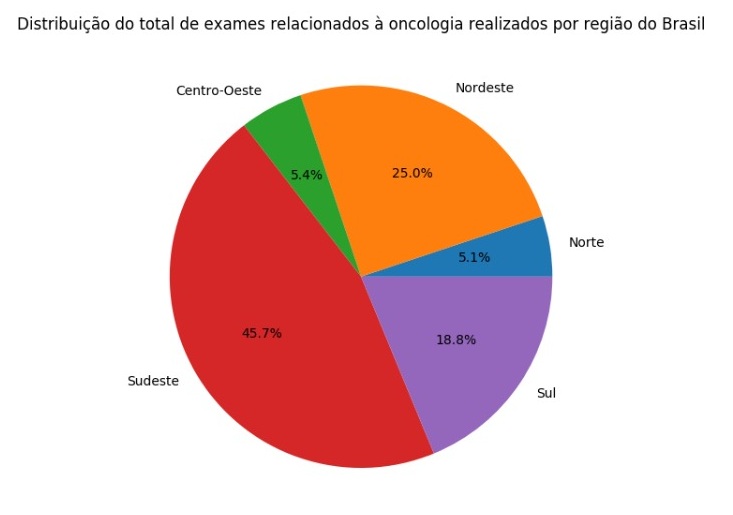 Distribuição do total de exames relacionados à oncologia realizados por região do Brasil
Centro-Oeste
Nordeste
5.4%
25.0%
Norte
5.1%
45.7%
18.8%
Sudeste
Sul